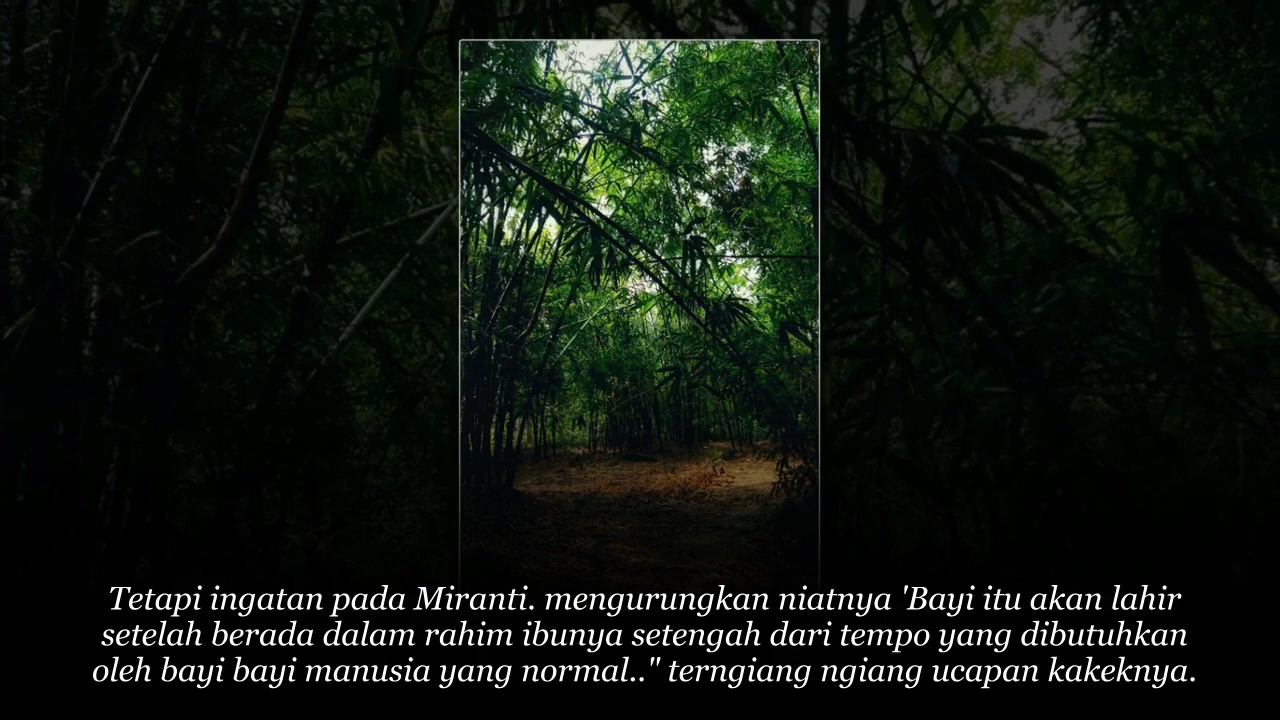 Tetapi ingatan pada Miranti. mengurungkan niatnya 'Bayi itu akan lahir
setelah berada dalam rahim ibunya setengah dari tempo yang dibutuhkan
oleh bayi bayi manusia yang normal.." terngiang ngiang ucapan kakeknya.